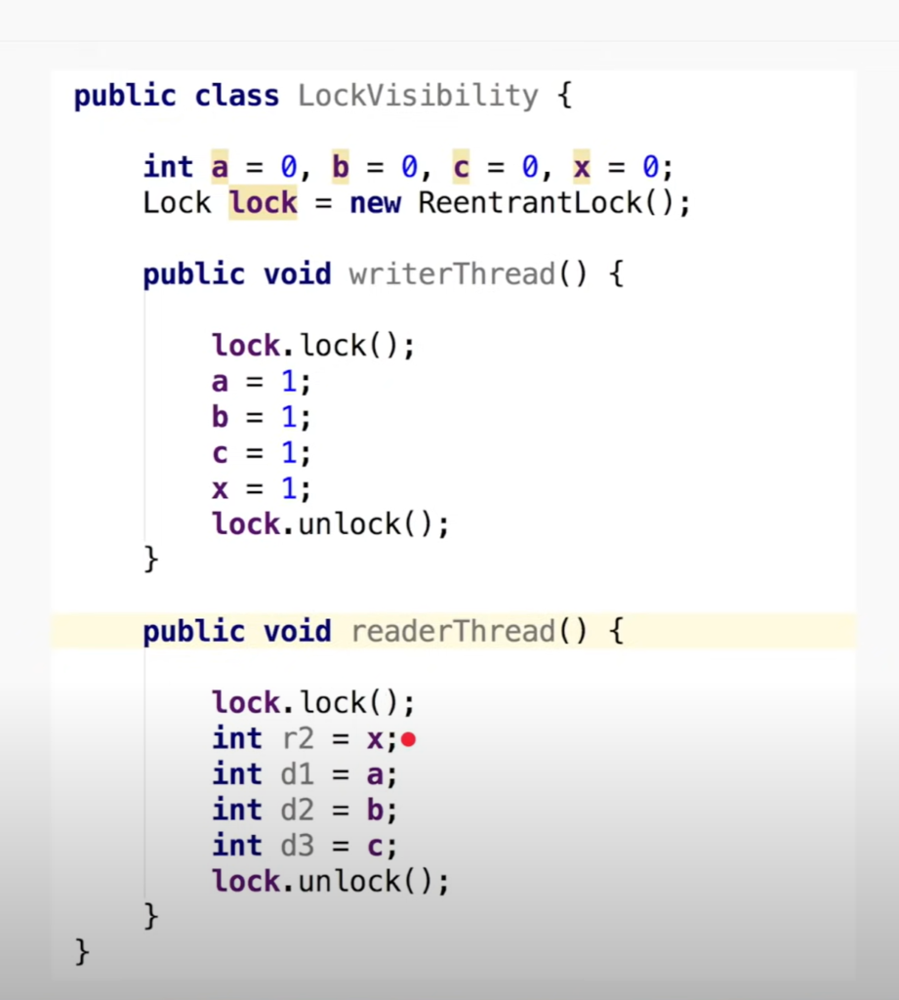 public class LockVisibility {
int a = 0, b = 0, c = 0, x = 0;
Lock lock = new ReentrantLock();
public void writerThread() {
lock.lock();
a = 1;
b = 1;
c = 1;
x = 1;
lock.unlock();
}
public void readerThread() {
lock.lock();
int r2 = x;
int d1 = a;
int d2 = b;
int d3 = c;
lock.unlock();
}
}